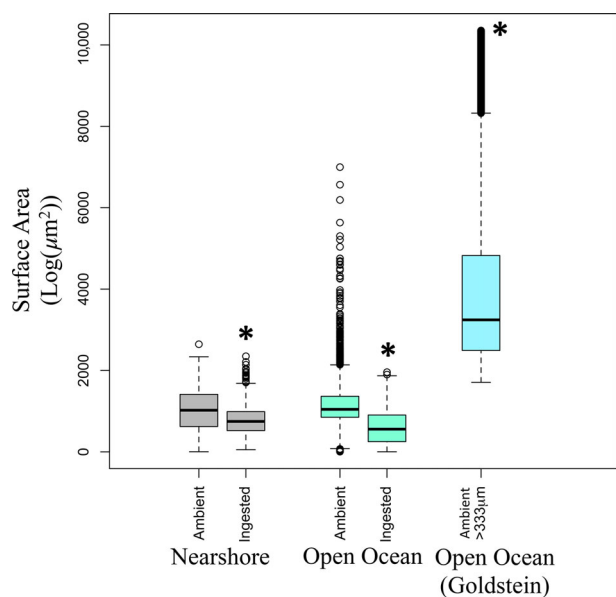 Surface Area
(Log(μm²))
10,000
8000
6000
4000
2000
0
*
*
*
Ambient
Ingested
Ambient
Ingested
Ambient
>333μm
Nearshore
Open Ocean
Open Ocean
(Goldstein)